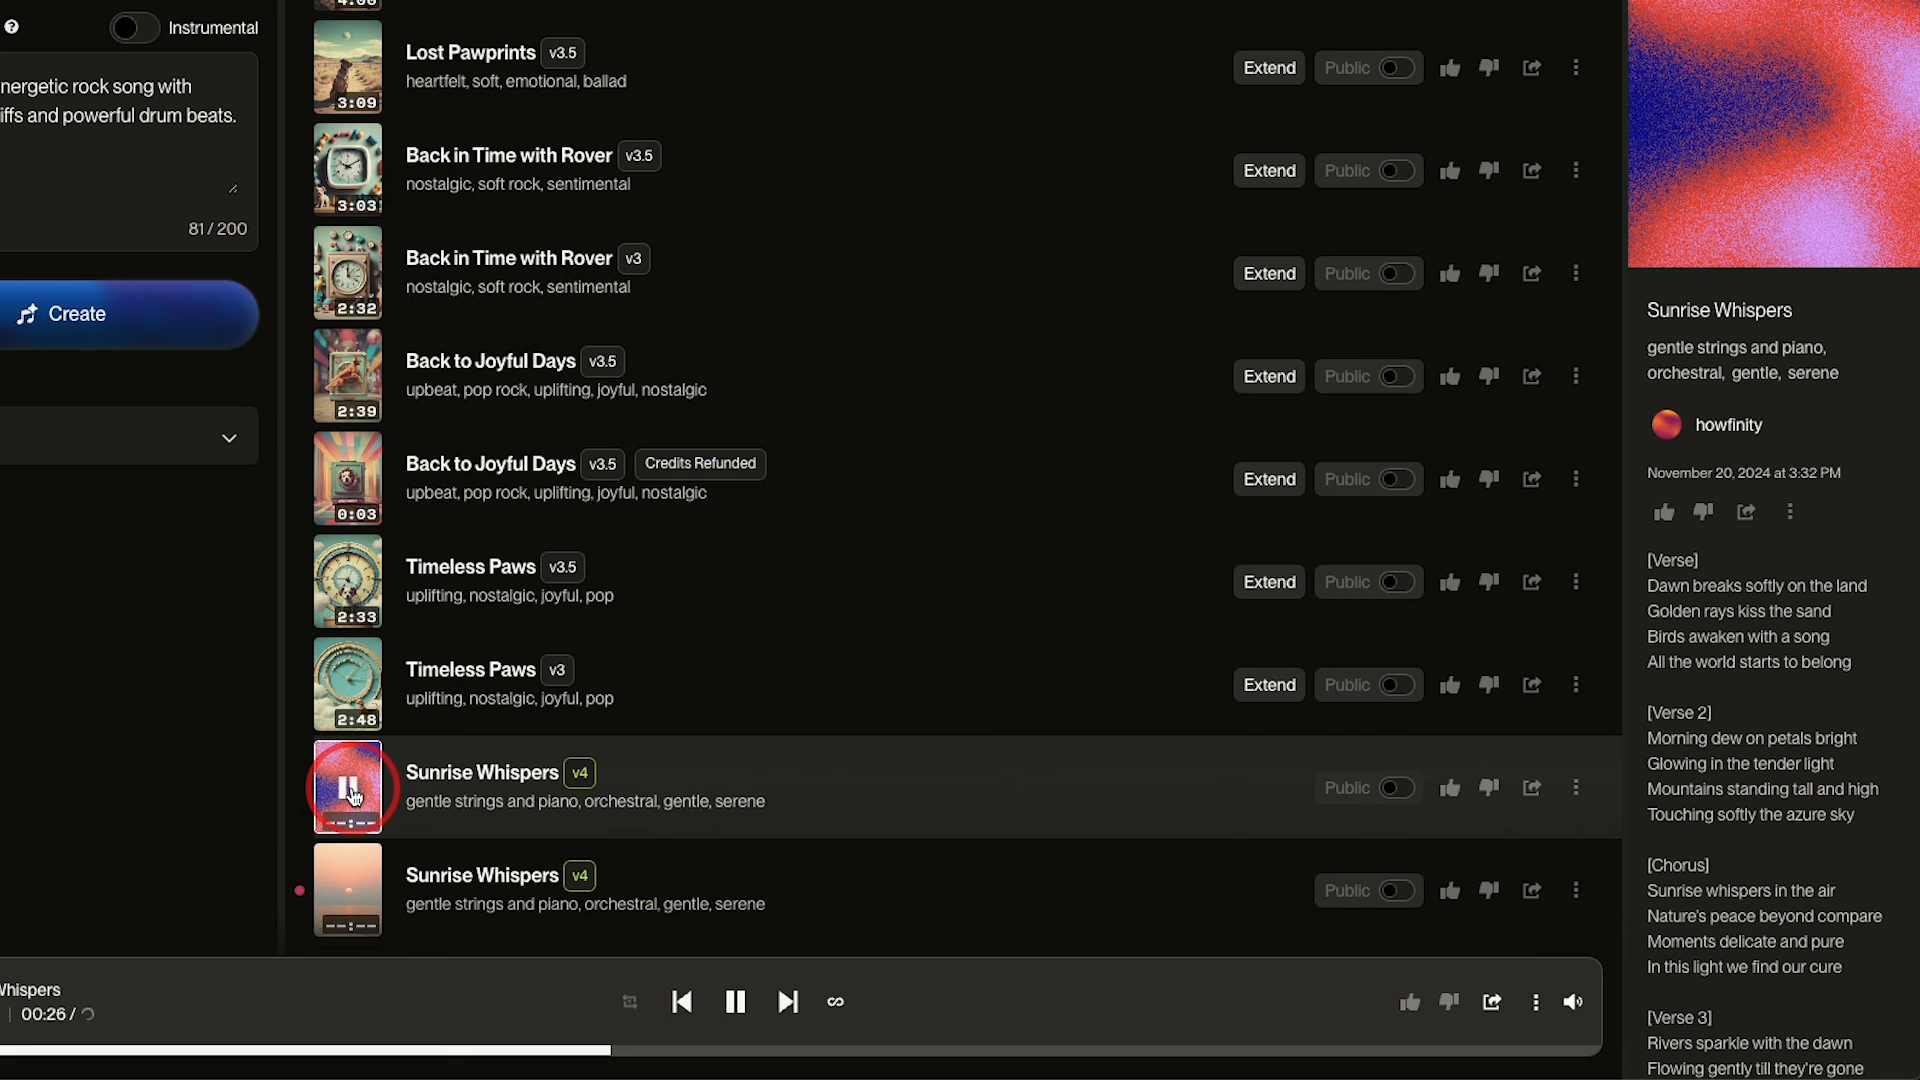 Instrumental
nergetic rock song with
iffs and powerful drum beats.
81/200
Create
4:00
Lost Pawprints v3.5
heartfelt, soft, emotional, ballad
3:09
Extend Public
Back in Time with Rover v3.5
nostalgic, soft rock, sentimental
3:03
Extend Public
Back in Time with Rover v3
nostalgic, soft rock, sentimental
2:32
Extend Public
Back to Joyful Days v3.5
upbeat, pop rock, uplifting, joyful, nostalgic
2:39
Extend Public
Back to Joyful Days v3.5 Credits Refunded
upbeat, pop rock, uplifting, joyful, nostalgic
0:03
Extend Public
Timeless Paws v3.5
uplifting, nostalgic, joyful, pop
2:33
Extend Public
Timeless Paws v3
uplifting, nostalgic, joyful, pop
2:48
Extend Public
Sunrise Whispers v4
gentle strings and piano, orchestral, gentle, serene
--:--
Public
Sunrise Whispers v4
gentle strings and piano, orchestral, gentle, serene
--:--
Public
Whispers
00:26 /
Sunrise Whispers
gentle strings and piano,
orchestral, gentle, serene
howfinity
November 20, 2024 at 3:32 PM
[Verse]
Dawn breaks softly on the land
Golden rays kiss the sand
Birds awaken with a song
All the world starts to belong
[Verse 2]
Morning dew on petals bright
Glowing in the tender light
Mountains standing tall and high
Touching softly the azure sky
[Chorus]
Sunrise whispers in the air
Nature's peace beyond compare
Moments delicate and pure
In this light we find our cure
[Verse 3]
Rivers sparkle with the dawn
Flowing gently till they're gone